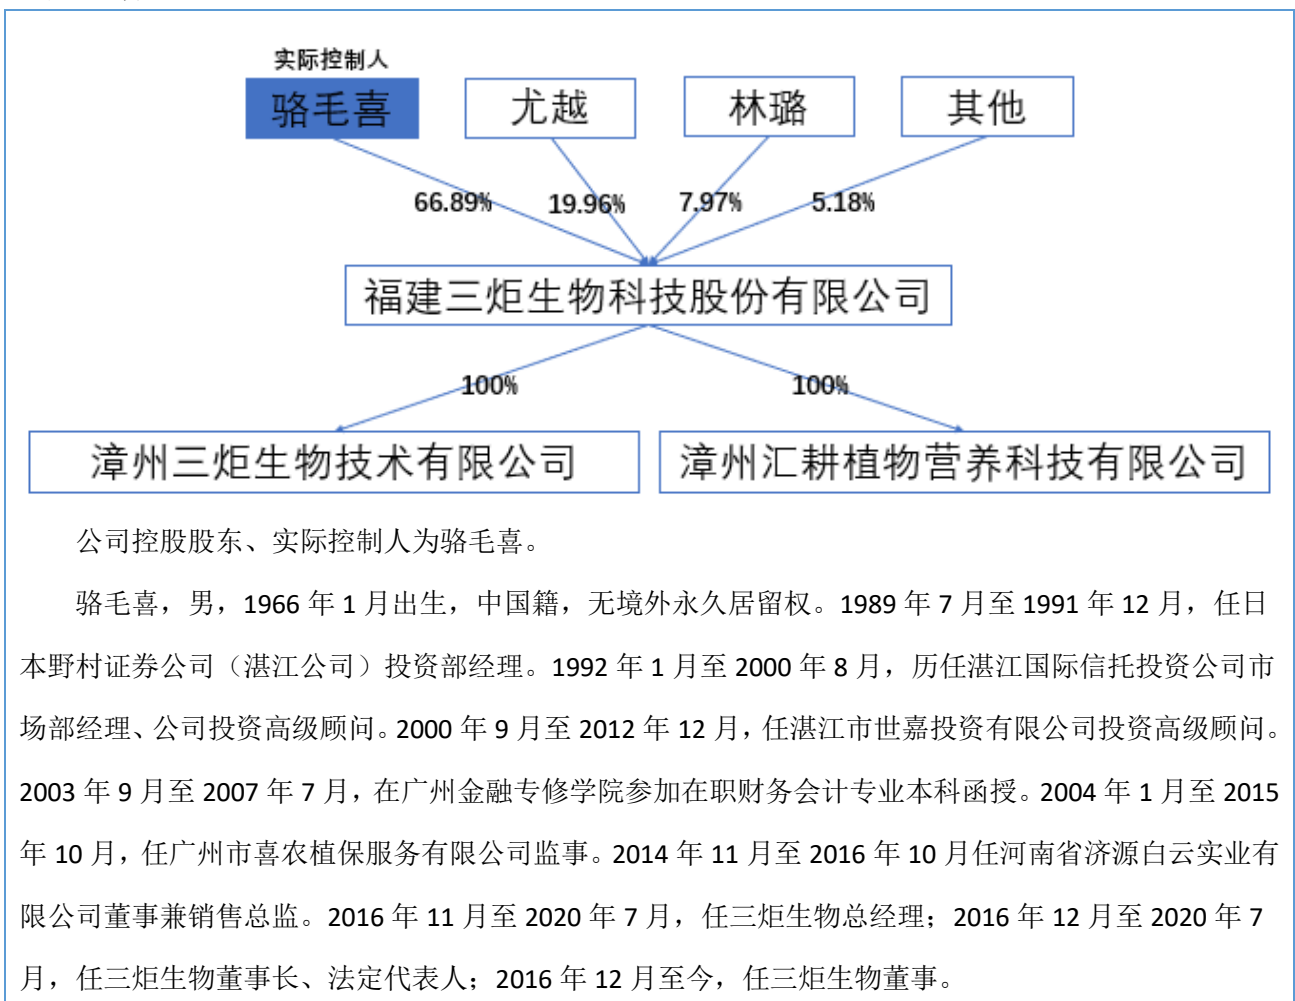 实际控制人
骆毛喜 尤越 林璐 其他
66.89% 19.96% 7.97% 5.18%
福建三炬生物科技股份有限公司
100% 100%
漳州三炬生物技术有限公司 漳州汇耕植物营养科技有限公司
公司控股股东、实际控制人为骆毛喜。
骆毛喜，男，1966 年 1 月出生，中国籍，无境外永久居留权。1989 年 7 月至 1991 年 12 月，任日
本野村证券公司（湛江公司）投资部经理。1992 年 1 月至 2000 年 8 月，历任湛江国际信托投资公司市
场部经理、公司投资高级顾问。2000 年 9 月至 2012 年 12 月，任湛江市世嘉投资有限公司投资高级顾问。
2003 年 9 月至 2007 年 7 月，在广州金融专修学院参加在职财务会计专业本科函授。2004 年 1 月至 2015
年 10 月，任广州市喜农植保服务有限公司监事。2014 年 11 月至 2016 年 10 月任河南省济源白云实业有
限公司董事兼销售总监。2016 年 11 月至 2020 年 7 月，任三炬生物总经理；2016 年 12 月至 2020 年 7
月，任三炬生物董事长、法定代表人；2016 年 12 月至今，任三炬生物董事。